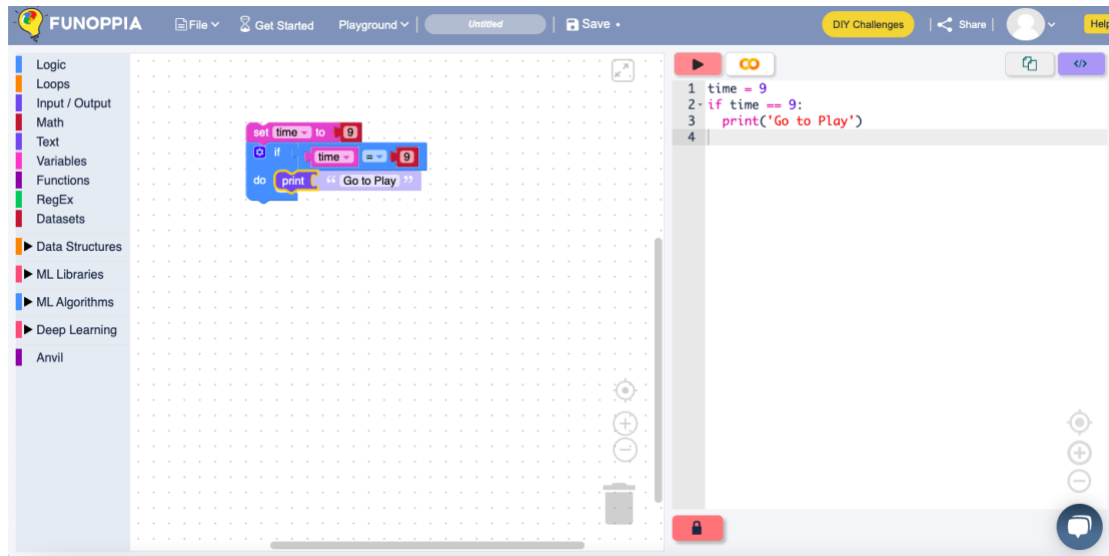 FUNOPPIA File Get Started Playground Untitled Save DIY Challenges Share Help
Logic
Loops
Input / Output
Math
Text
Variables
Functions
RegEx
Datasets
Data Structures
ML Libraries
ML Algorithms
Deep Learning
Anvil
set time to 9
if time = 9
do print “ Go to Play ”
</>
1 time = 9
2 if time == 9:
3 print('Go to Play')
4